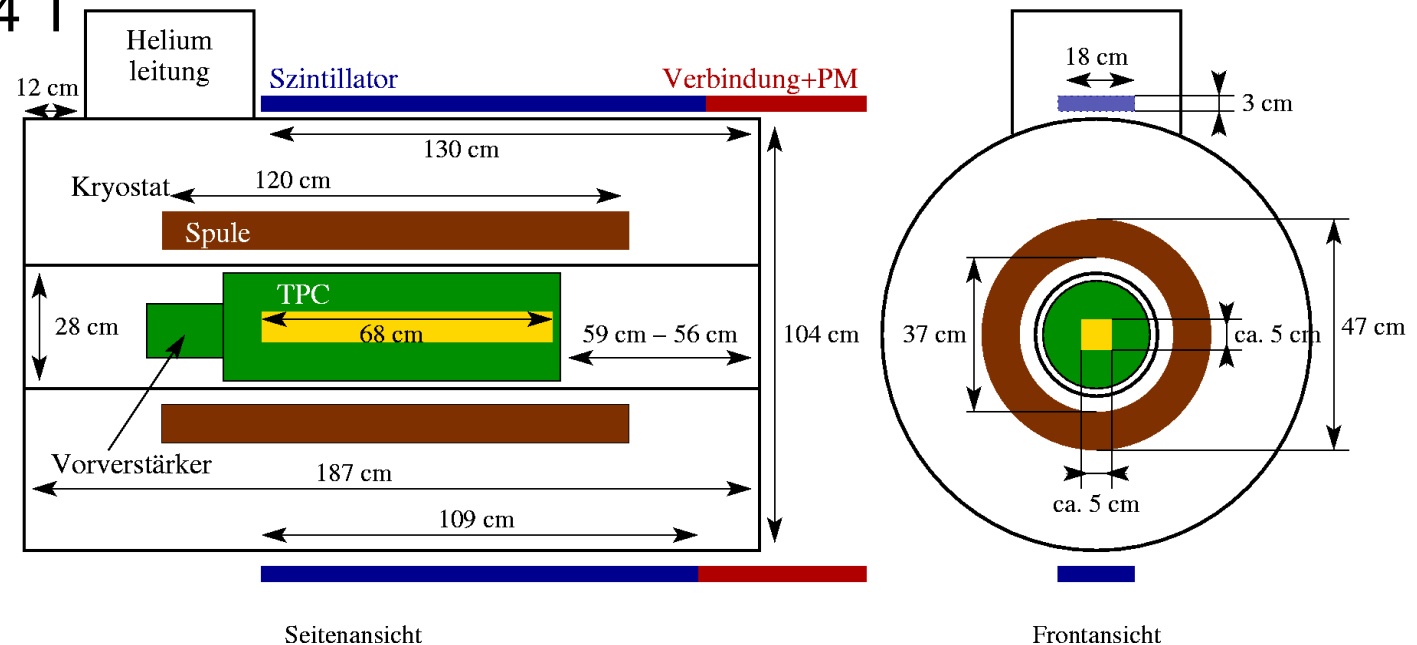 Helium
leitung
12 cm
Szintillator
Verbindung+PM
18 cm
3 cm
130 cm
Kryostat
120 cm
Spule
TPC
28 cm
68 cm
59 cm – 56 cm
104 cm
37 cm
ca. 5 cm
47 cm
Vorverstärker
187 cm
109 cm
ca. 5 cm
Seitenansicht
Frontansicht